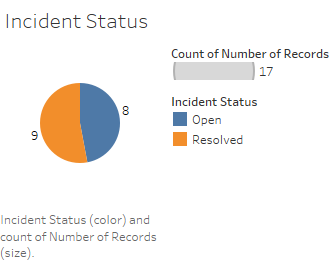 Incident Status
Count of Number of Records
17
Incident Status
Open
Resolved
8
9
Incident Status (color) and
count of Number of Records
(size).